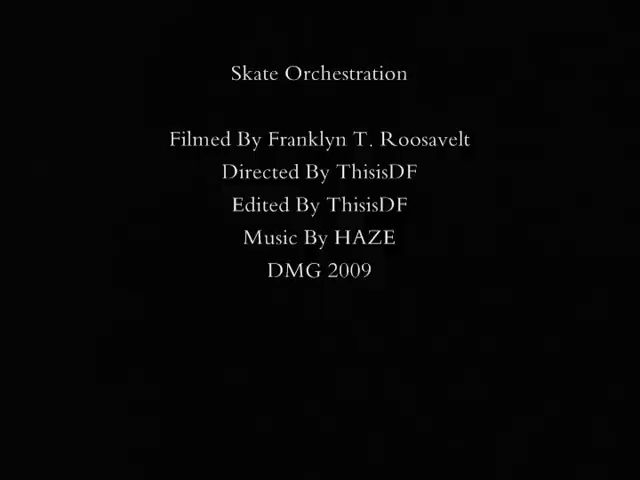 Skate Orchestration
Filmed By Franklyn T. Roosavelt
Directed By ThisisDF
Edited By ThisisDF
Music By HAZE
DMG 2009